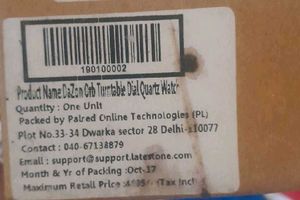 190100002
Product Name DaZon Orb Turntable Dial Quartz Watch
Quantity : One Unit
Packed by Palred Online Technologies (PL)
Plot No.33-34 Dwarka sector 28 Delhi-110077
Contact : 040-67138879
Email : support@support.latestone.com
Month & Yr of Packing :Oct-17
Maximum Retail Price (Tax Incl